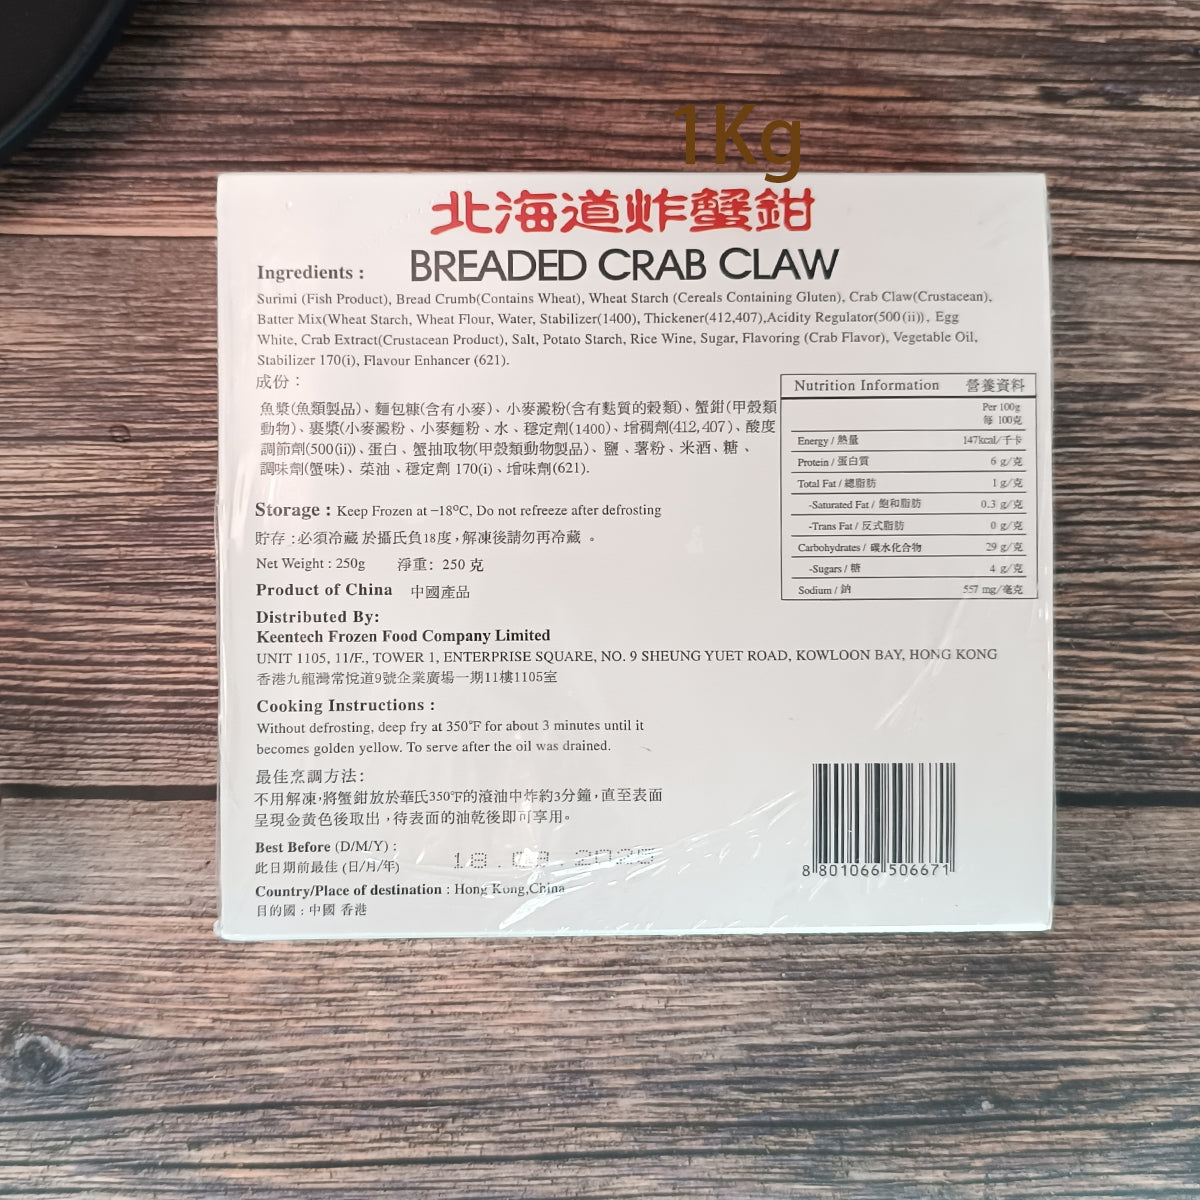 1Kg
北海道炸蟹鉗
BREADED CRAB CLAW
Ingredients :
Surimi (Fish Product), Bread Crumb(Contains Wheat), Wheat Starch (Cereals Containing Gluten), Crab Claw(Crustacean),
Batter Mix(Wheat Starch, Wheat Flour, Water, Stabilizer(1400), Thickener(412,407),Acidity Regulator(500(ii)), Egg
White, Crab Extract(Crustacean Product), Salt, Potato Starch, Rice Wine, Sugar, Flavoring (Crab Flavor), Vegetable Oil,
Stabilizer 170(i), Flavour Enhancer (621).
成份：
魚漿(魚類製品)、麵包糠(含有小麥)、小麥澱粉(含有麩質的穀類)、蟹鉗(甲殼類
動物)、裹漿(小麥澱粉、小麥麵粉、水、穩定劑(1400)、增稠劑(412,407)、酸度
調節劑(500(ii))、蛋白、蟹抽取物(甲殼類動物製品)、鹽、薯粉、米酒、糖、
調味劑(蟹味)、菜油、穩定劑 170(i)、增味劑(621).
Nutrition Information 營養資料
Per 100g
每 100克
Energy / 熱量 147kcal/千卡
Protein / 蛋白質 6 g/克
Total Fat / 總脂肪 1 g/克
-Saturated Fat / 飽和脂肪 0.3 g/克
-Trans Fat / 反式脂肪 0 g/克
Carbohydrates / 碳水化合物 29 g/克
-Sugars / 糖 4 g/克
Sodium / 鈉 557 mg/毫克
Storage : Keep Frozen at –18°C, Do not refreeze after defrosting
貯存 : 必須冷藏 於攝氏負18度，解凍後請勿再冷藏 。
Net Weight : 250g 淨重: 250 克
Product of China 中國產品
Distributed By:
Keentech Frozen Food Company Limited
UNIT 1105, 11/F., TOWER 1, ENTERPRISE SQUARE, NO. 9 SHEUNG YUET ROAD, KOWLOON BAY, HONG KONG
香港九龍灣常悅道9號企業廣場一期11樓1105室
Cooking Instructions :
Without defrosting, deep fry at 350°F for about 3 minutes until it
becomes golden yellow. To serve after the oil was drained.
最佳烹調方法:
不用解凍，將蟹鉗放於華氏350°F的滾油中炸約3分鐘，直至表面
呈現金黄色後取出，待表面的油乾後即可享用。
Best Before (D/M/Y) :
此日期前最佳 (日/月/年)
Country/Place of destination : Hong Kong,China
目的國 : 中國 香港
8 801066 506671